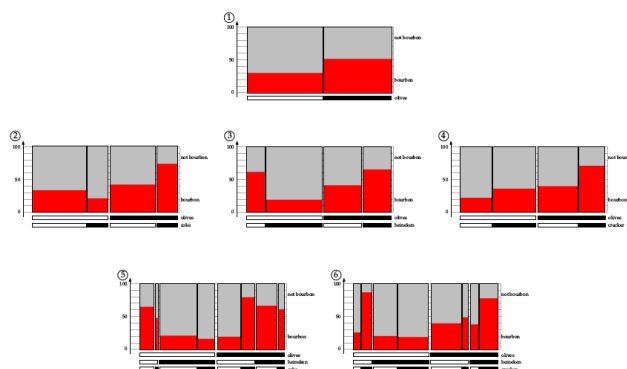 ①
100
not bourbon
50
bourbon
0
olives
② ③ ④
100 100 100
not bourbon not bourbon not bour
50 50 50
bourbon bourbon bourbon
0 0 0
olives olives olives
coke heineken cracker
⑤ ⑥
100 100
not bourbon not bourbon
50 50
bourbon bourbon
0 0
olives olives
heineken heineken